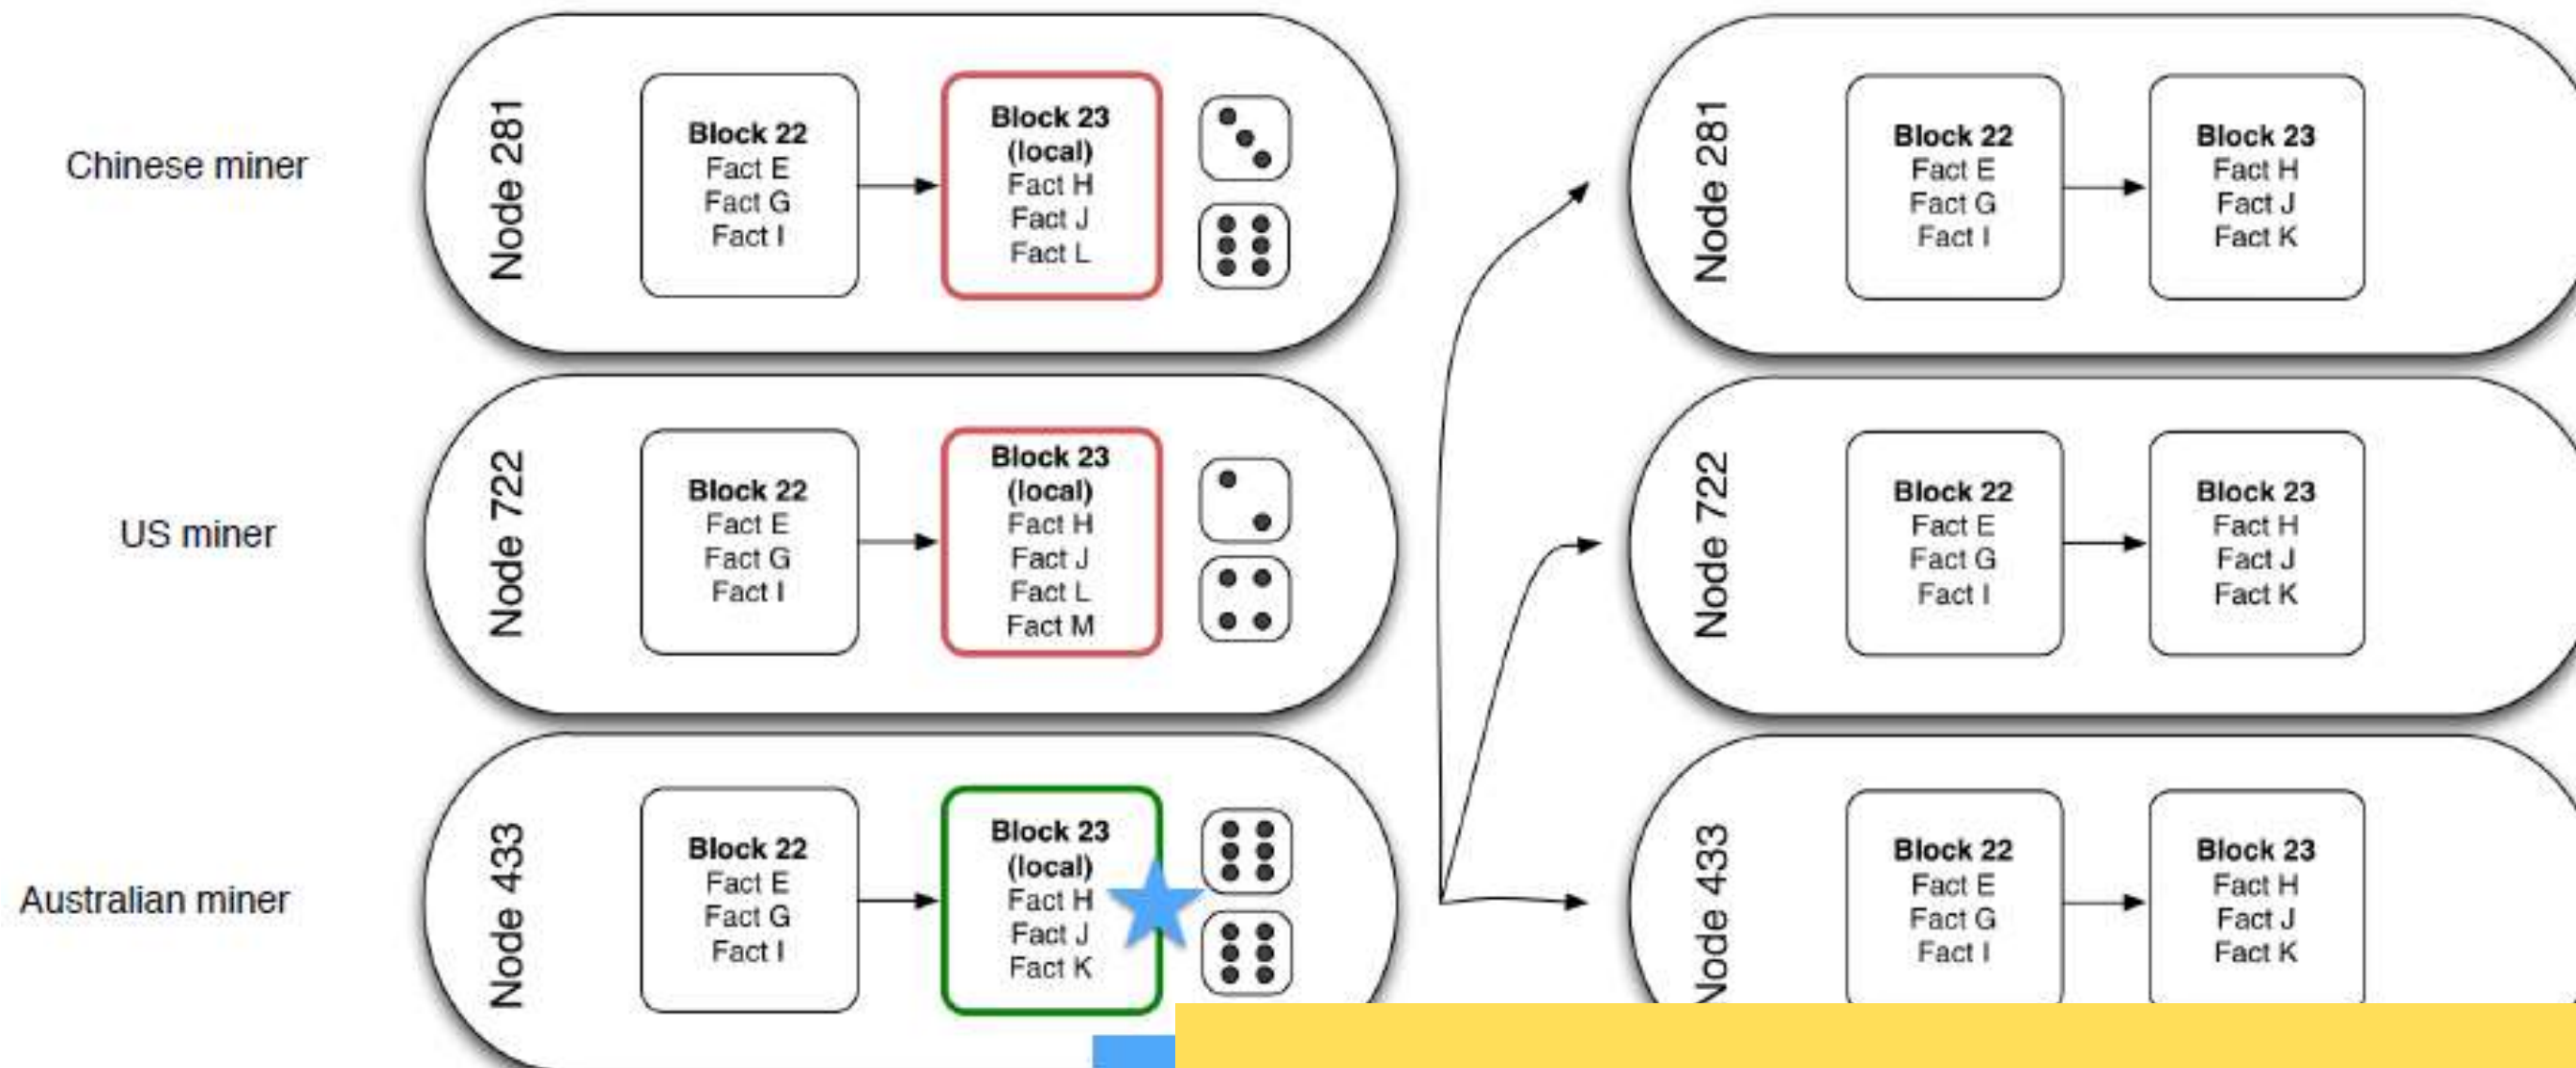 Chinese miner
Node 281
Block 22
Fact E
Fact G
Fact I
Block 23
(local)
Fact H
Fact J
Fact L
Node 281
Block 22
Fact E
Fact G
Fact I
Block 23
Fact H
Fact J
Fact K
US miner
Node 722
Block 22
Fact E
Fact G
Fact I
Block 23
(local)
Fact H
Fact J
Fact L
Fact M
Node 722
Block 22
Fact E
Fact G
Fact I
Block 23
Fact H
Fact J
Fact K
Australian miner
Node 433
Block 22
Fact E
Fact G
Fact I
Block 23
(local)
Fact H
Fact J
Fact K
Node 433
Block 22
Fact E
Fact G
Fact I
Block 23
Fact H
Fact J
Fact K